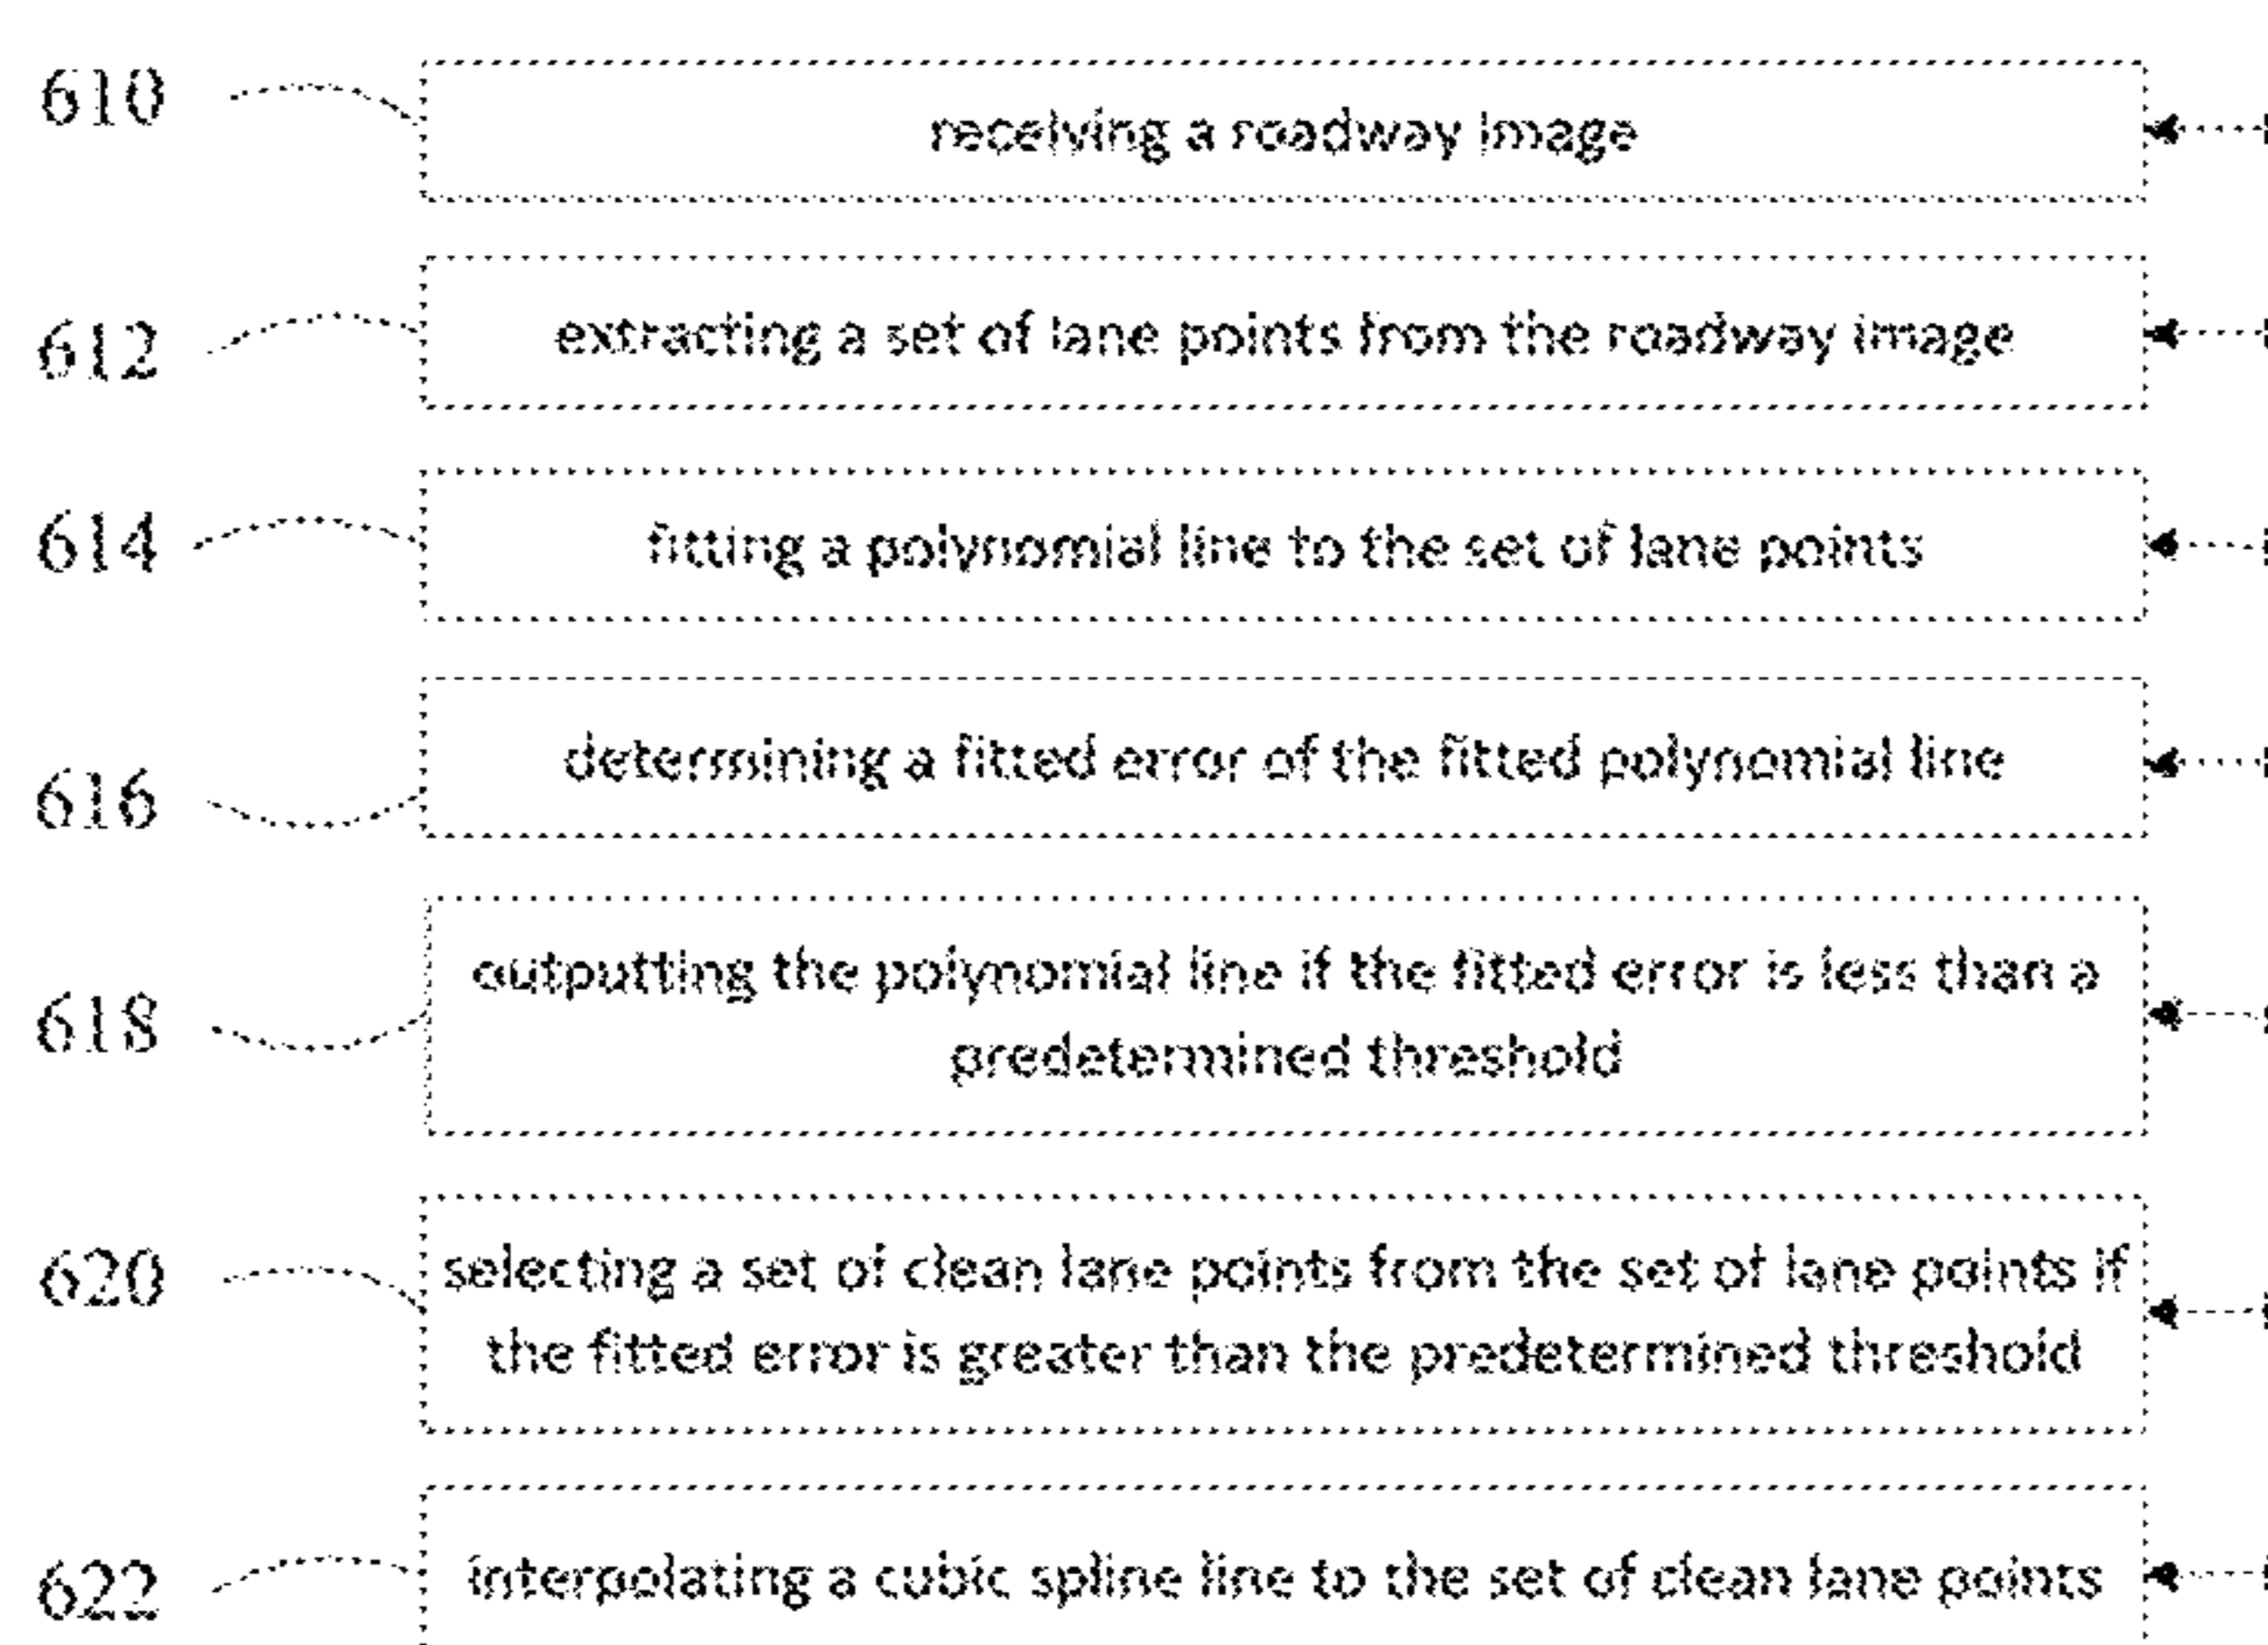 610
receiving a roadway image
612
extracting a set of lane points from the roadway image
614
fitting a polynomial line to the set of lane points
616
determining a fitted error of the fitted polynomial line
618
outputting the polynomial line if the fitted error is less than a
predetermined threshold
620
selecting a set of clean lane points from the set of lane points if
the fitted error is greater than the predetermined threshold
622
interpolating a cubic spline line to the set of clean lane points